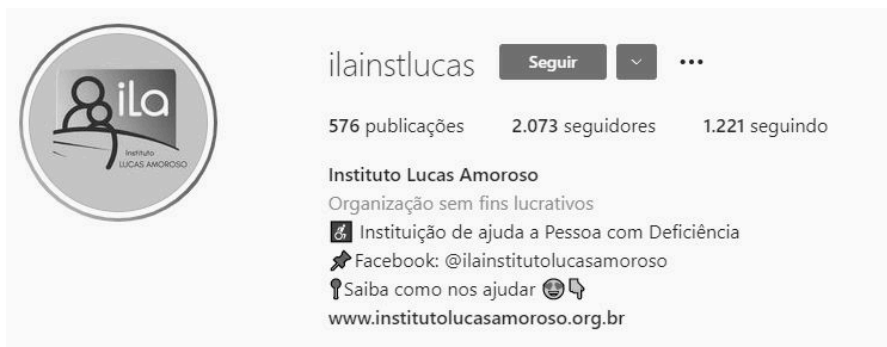 ila
Instituto
LUCAS AMOROSO
ilainstlucas Seguir
576 publicações 2.073 seguidores 1.221 seguindo
Instituto Lucas Amoroso
Organização sem fins lucrativos
♿ Instituição de ajuda a Pessoa com Deficiência
📌 Facebook: @ilainstitutolucasamoroso
📍Saiba como nos ajudar 😍👇
www.institutolucasamoroso.org.br